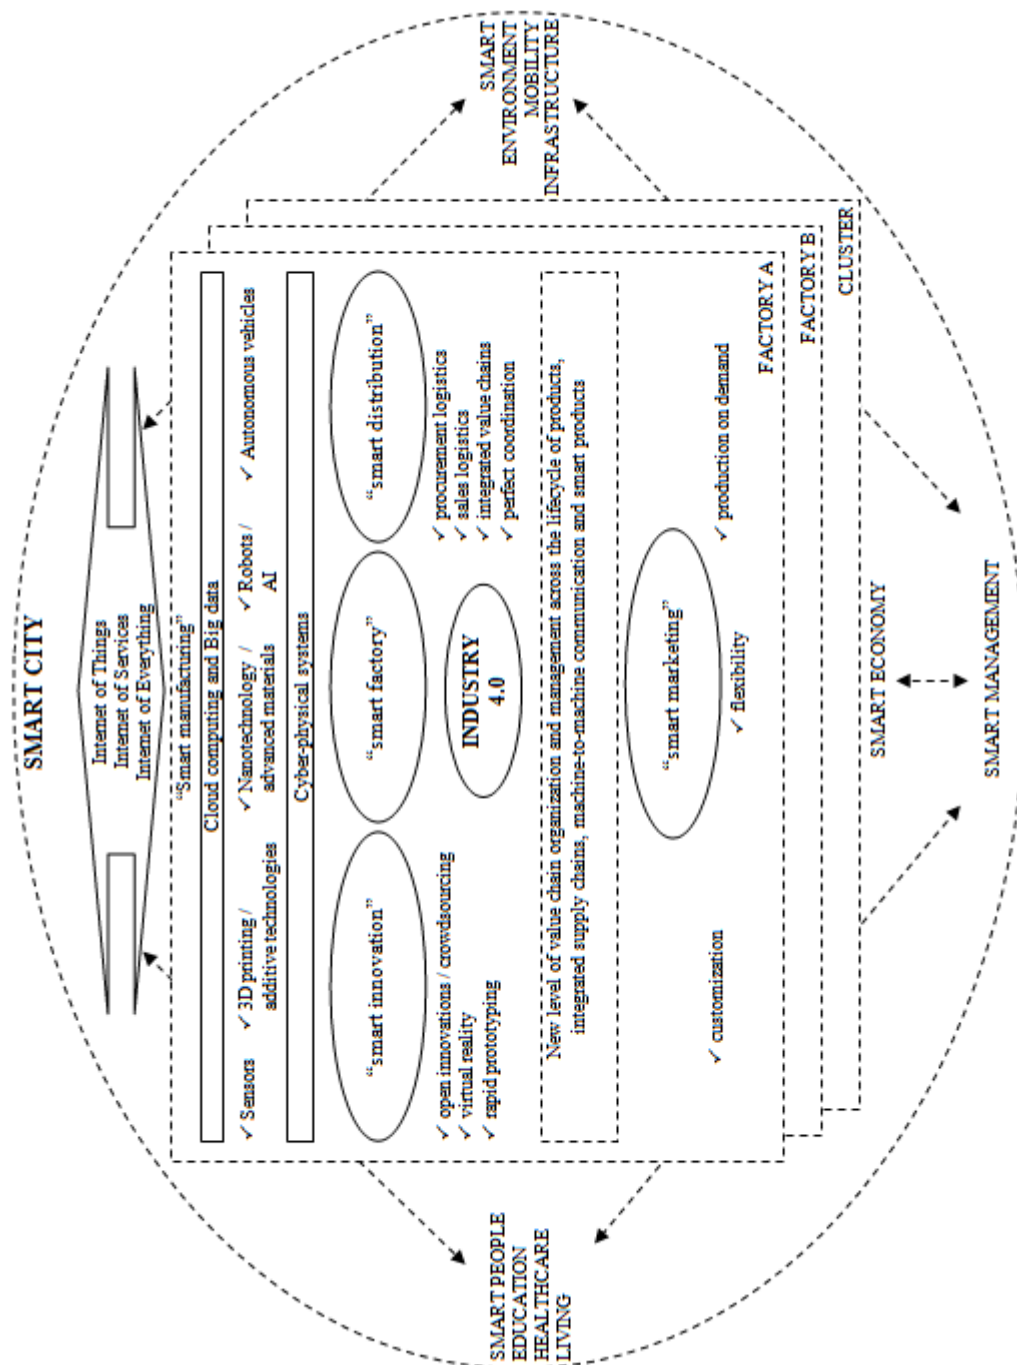 SMART CITY
Internet of Things
Internet of Services
Internet of Everything
“Smart manufacturing”
Cloud computing and Big data
✓ Sensors
✓ 3D printing /
additive technologies
✓ Nanotechnology /
advanced materials
✓ Robots /
AI
✓ Autonomous vehicles
Cyber-physical systems
“smart innovation”
“smart factory”
“smart distribution”
✓ open innovations / crowdsourcing
✓ virtual reality
✓ rapid prototyping
INDUSTRY
4.0
✓ procurement logistics
✓ sales logistics
✓ integrated value chains
✓ perfect coordination
New level of value chain organization and management across the lifecycle of products,
integrated supply chains, machine-to-machine communication and smart products
“smart marketing”
✓ customization
✓ flexibility
✓ production on demand
FACTORY A
FACTORY B
CLUSTER
SMART PEOPLE
EDUCATION
HEALTHCARE
LIVING
SMART
ENVIRONMENT
MOBILITY
INFRASTRUCTURE
SMART ECONOMY
SMART MANAGEMENT